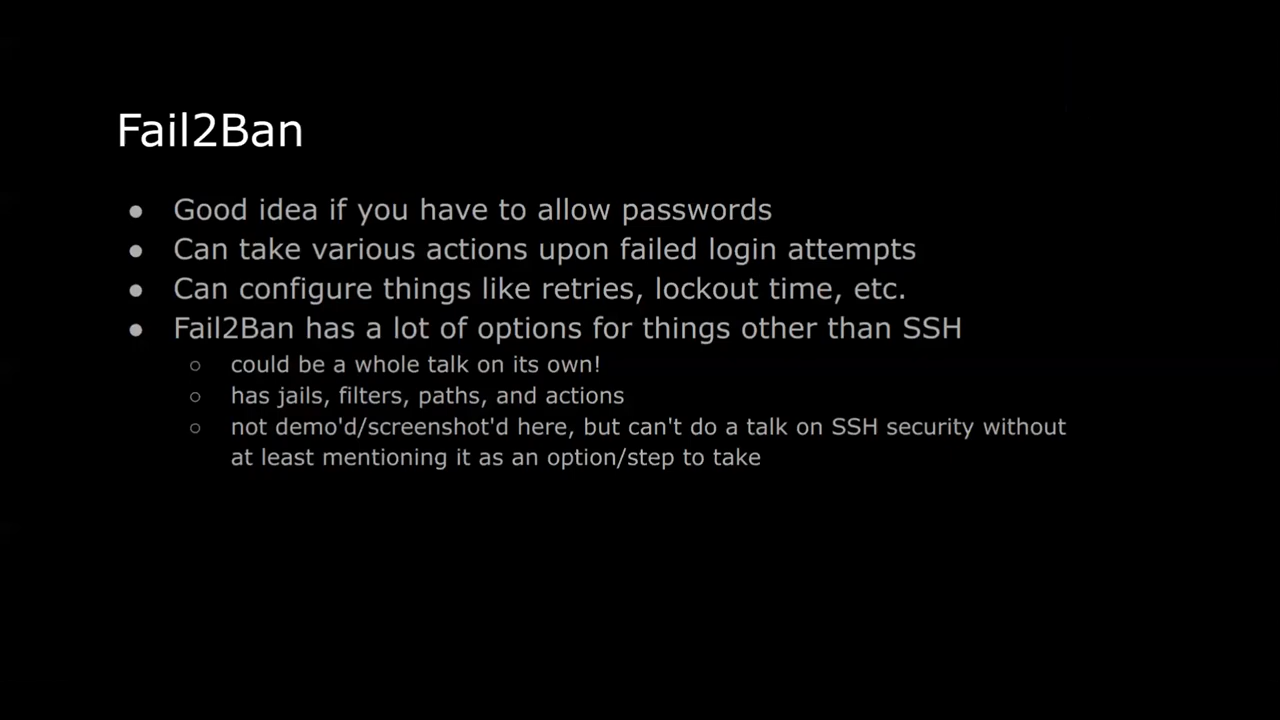 Fail2Ban
● Good idea if you have to allow passwords
● Can take various actions upon failed login attempts
● Can configure things like retries, lockout time, etc.
● Fail2Ban has a lot of options for things other than SSH
○ could be a whole talk on its own!
○ has jails, filters, paths, and actions
○ not demo'd/screenshot'd here, but can't do a talk on SSH security without
at least mentioning it as an option/step to take